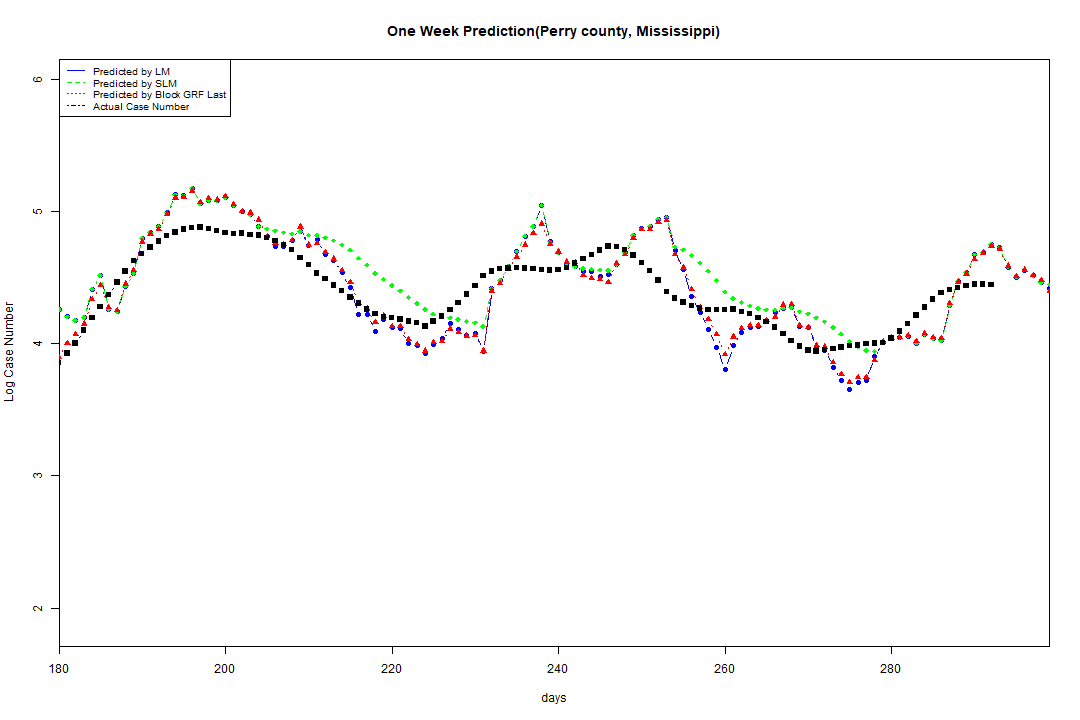 One Week Prediction(Perry county, Mississippi)
Predicted by LM
Predicted by SLM
Predicted by Block GRF Last
Actual Case Number
6
5
4
3
2
Log Case Number
180 200 220 240 260 280
days